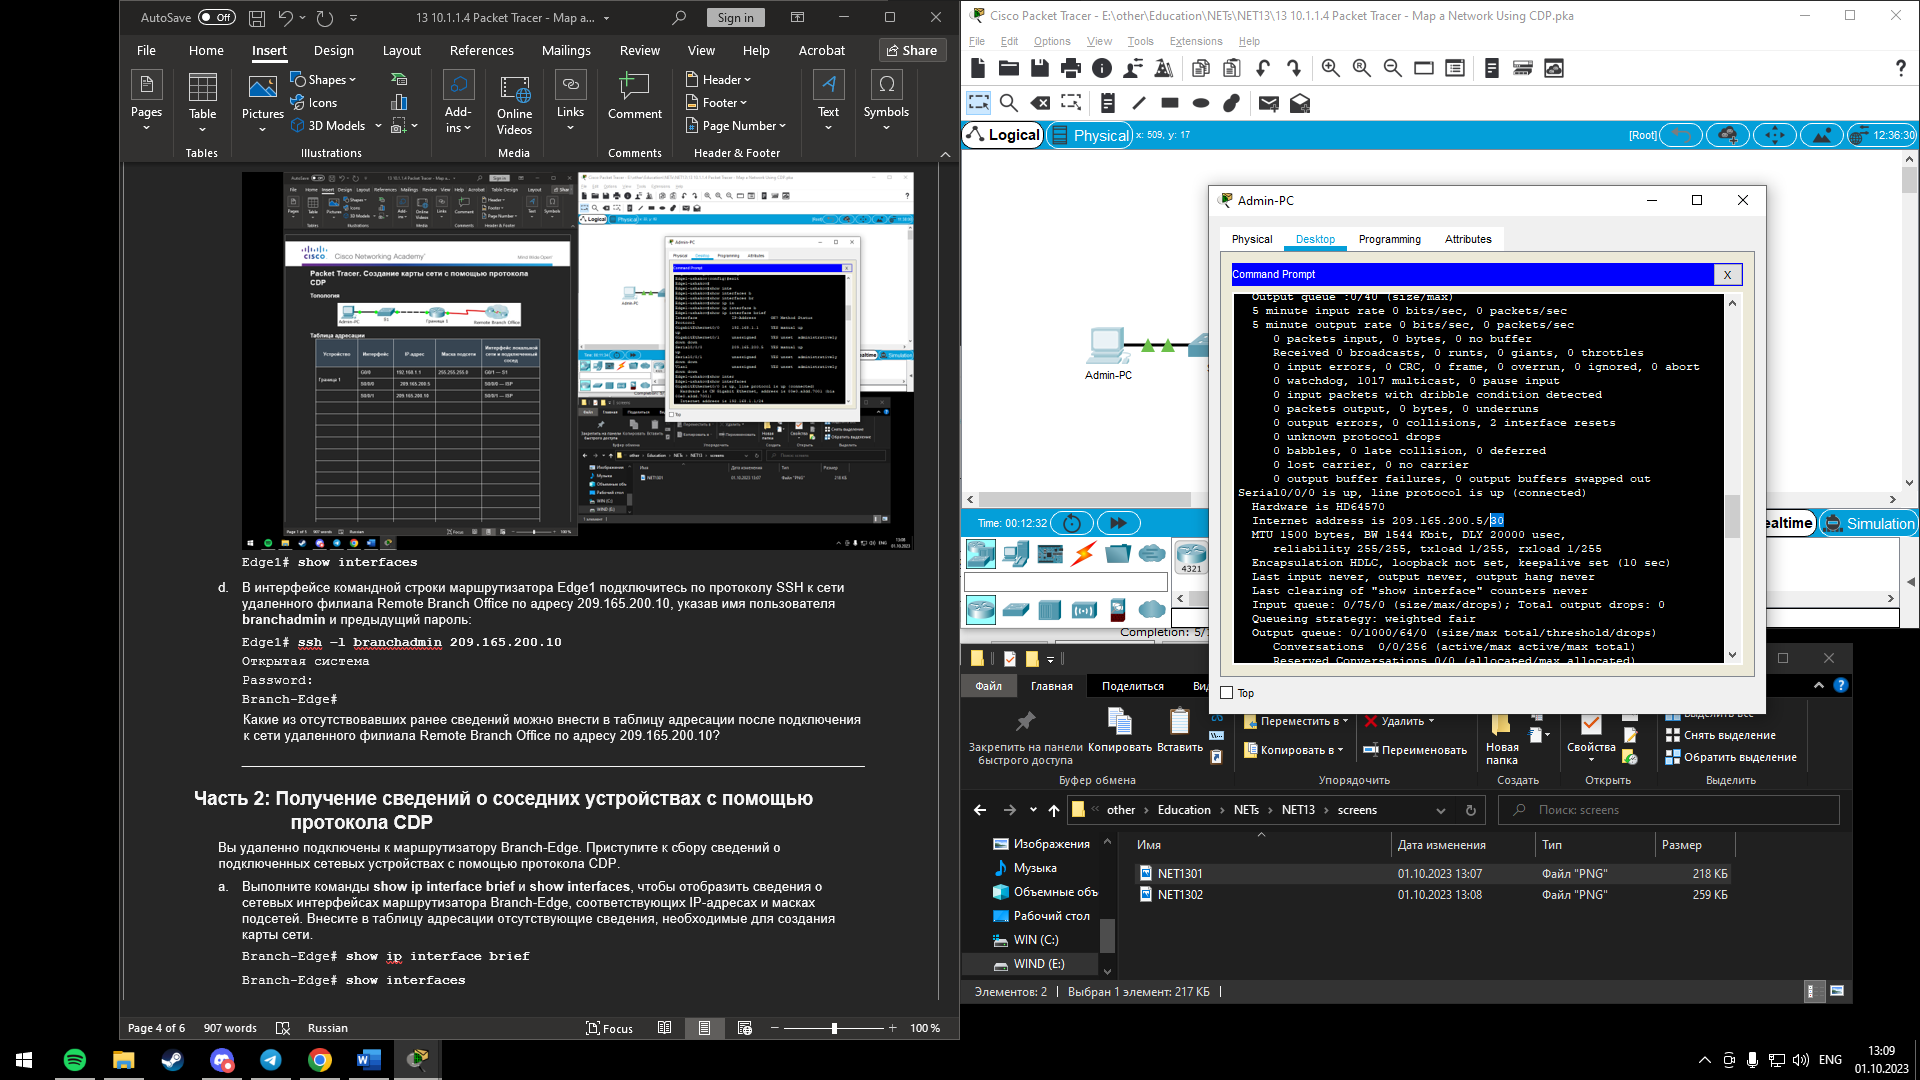 AutoSave
Off
13 10.1.1.4 Packet Tracer - Map a...
Sign in
File
Home
Insert
Design
Layout
References
Mailings
Review
View
Help
Acrobat
Share
Pages
Table
Pictures
Shapes
Icons
3D Models
Add-ins
Online Videos
Links
Comment
Header
Footer
Page Number
Text
Symbols
Tables
Illustrations
Media
Comments
Header & Footer
Cisco Networking Academy
Packet Tracer. Создание карты сети с помощью протокола
CDP
Топология
Таблица адресации
Edge1# show interfaces
d. В интерфейсе командной строки маршрутизатора Edge1 подключитесь по протоколу SSH к сети
удаленного филиала Remote Branch Office по адресу 209.165.200.10, указав имя пользователя
branchadmin и предыдущий пароль:
Edge1# ssh –l branchadmin 209.165.200.10
Открытая система
Password:
Branch-Edge#
Какие из отсутствовавших ранее сведений можно внести в таблицу адресации после подключения
к сети удаленного филиала Remote Branch Office по адресу 209.165.200.10?
Часть 2: Получение сведений о соседних устройствах с помощью
протокола CDP
Вы удаленно подключены к маршрутизатору Branch-Edge. Приступите к сбору сведений о
подключенных сетевых устройствах с помощью протокола CDP.
a. Выполните команды show ip interface brief и show interfaces, чтобы отобразить сведения о
сетевых интерфейсах маршрутизатора Branch-Edge, соответствующих IP-адресах и масках
подсетей. Внесите в таблицу адресации отсутствующие сведения, необходимые для создания
карты сети.
Branch-Edge# show ip interface brief
Branch-Edge# show interfaces
Page 4 of 6
907 words
Russian
Focus
100 %
Cisco Packet Tracer - E:\other\Education\NETs\NET13\13 10.1.1.4 Packet Tracer - Map a Network Using CDP.pka
File
Edit
Options
View
Tools
Extensions
Help
Logical
Physical
x: 509, y: 17
[Root]
12:36:30
Admin-PC
Time: 00:12:32
ealtime
Simulation
4321
Completion: 5/
Admin-PC
Physical
Desktop
Programming
Attributes
Command Prompt
X
Output queue :0/40 (size/max)
5 minute input rate 0 bits/sec, 0 packets/sec
5 minute output rate 0 bits/sec, 0 packets/sec
0 packets input, 0 bytes, 0 no buffer
Received 0 broadcasts, 0 runts, 0 giants, 0 throttles
0 input errors, 0 CRC, 0 frame, 0 overrun, 0 ignored, 0 abort
0 watchdog, 1017 multicast, 0 pause input
0 input packets with dribble condition detected
0 packets output, 0 bytes, 0 underruns
0 output errors, 0 collisions, 2 interface resets
0 unknown protocol drops
0 babbles, 0 late collision, 0 deferred
0 lost carrier, 0 no carrier
0 output buffer failures, 0 output buffers swapped out
Serial0/0/0 is up, line protocol is up (connected)
Hardware is HD64570
Internet address is 209.165.200.5/30
MTU 1500 bytes, BW 1544 Kbit, DLY 20000 usec,
reliability 255/255, txload 1/255, rxload 1/255
Encapsulation HDLC, loopback not set, keepalive set (10 sec)
Last input never, output never, output hang never
Last clearing of "show interface" counters never
Input queue: 0/75/0 (size/max/drops); Total output drops: 0
Queueing strategy: weighted fair
Output queue: 0/1000/64/0 (size/max total/threshold/drops)
Conversations 0/0/256 (active/max active/max total)
Reserved Conversations 0/0 (allocated/max allocated)
Top
Файл
Главная
Поделиться
Ви
Закрепить на панели быстрого доступа
Копировать
Вставить
Переместить в
Копировать в
Удалить
Переименовать
Новая папка
Свойства
Выделить все
Снять выделение
Обратить выделение
Буфер обмена
Упорядочить
Создать
Открыть
Выделить
other
Education
NETs
NET13
screens
Поиск: screens
Изображения
Музыка
Объемные объ
Рабочий стол
WIN (C:)
WIND (E:)
Имя
Дата изменения
Тип
Размер
NET1301
01.10.2023 13:07
Файл "PNG"
218 КБ
NET1302
01.10.2023 13:08
Файл "PNG"
259 КБ
Элементов: 2
Выбран 1 элемент: 217 КБ
ENG
13:09
01.10.2023